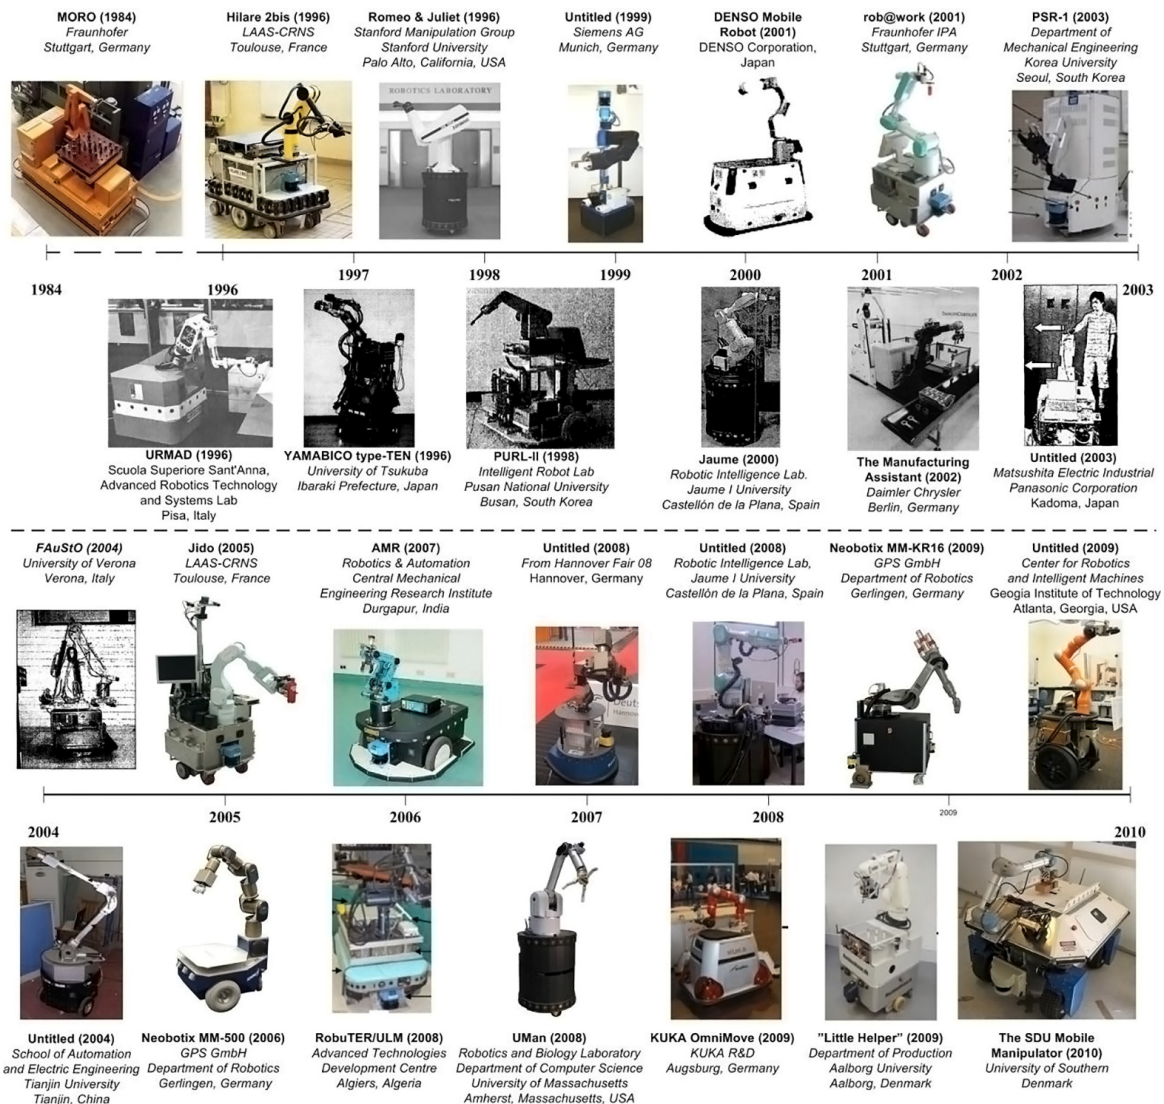 MORO (1984)
Fraunhofer
Stuttgart, Germany
Hilare 2bis (1996)
LAAS-CRNS
Toulouse, France
Romeo & Juliet (1996)
Stanford Manipulation Group
Stanford University
Palo Alto, California, USA
Untitled (1999)
Siemens AG
Munich, Germany
DENSO Mobile
Robot (2001)
DENSO Corporation,
Japan
rob@work (2001)
Fraunhofer IPA
Stuttgart, Germany
PSR-1 (2003)
Department of
Mechanical Engineering
Korea University
Seoul, South Korea
ROBOTICS LABORATORY
1984
1996
1997
1998
1999
2000
2001
2002
2003
URMAD (1996)
Scuola Superiore Sant'Anna,
Advanced Robotics Technology
and Systems Lab
Pisa, Italy
YAMABICO type-TEN (1996)
University of Tsukuba
Ibaraki Prefecture, Japan
PURL-II (1998)
Intelligent Robot Lab
Pusan National University
Busan, South Korea
Jaume (2000)
Robotic Intelligence Lab.
Jaume I University
Castellón de la Plana, Spain
The Manufacturing
Assistant (2002)
Daimler Chrysler
Berlin, Germany
Untitled (2003)
Matsushita Electric Industrial
Panasonic Corporation
Kadoma, Japan
FAuStO (2004)
University of Verona
Verona, Italy
Jido (2005)
LAAS-CRNS
Toulouse, France
AMR (2007)
Robotics & Automation
Central Mechanical
Engineering Research Institute
Durgapur, India
Untitled (2008)
From Hannover Fair 08
Hannover, Germany
Untitled (2008)
Robotic Intelligence Lab,
Jaume I University
Castellón de la Plana, Spain
Neobotix MM-KR16 (2009)
GPS GmbH
Department of Robotics
Gerlingen, Germany
Untitled (2009)
Center for Robotics
and Intelligent Machines
Geogia Institute of Technology
Atlanta, Georgia, USA
2004
2005
2006
2007
2008
2009
2010
Untitled (2004)
School of Automation
and Electric Engineering
Tianjin University
Tianjin, China
Neobotix MM-500 (2006)
GPS GmbH
Department of Robotics
Gerlingen, Germany
RobuTER/ULM (2008)
Advanced Technologies
Development Centre
Algiers, Algeria
UMan (2008)
Robotics and Biology Laboratory
Department of Computer Science
University of Massachusetts
Amherst, Massachusetts, USA
KUKA OmniMove (2009)
KUKA R&D
Augsburg, Germany
"Little Helper" (2009)
Department of Production
Aalborg University
Aalborg, Denmark
The SDU Mobile
Manipulator (2010)
University of Southern
Denmark